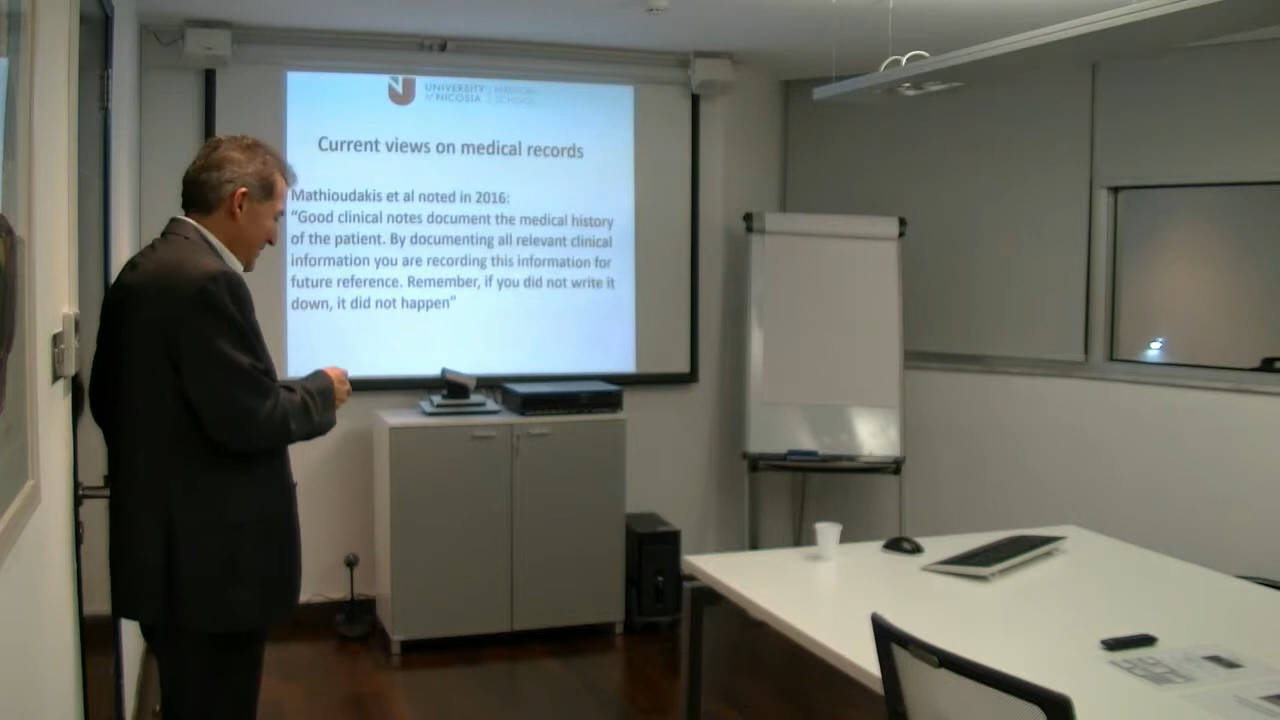 UNIVERSITY MEDICAL
of NICOSIA SCHOOL
Current views on medical records
Mathioudakis et al noted in 2016:
“Good clinical notes document the medical history
of the patient. By documenting all relevant clinical
information you are recording this information for
future reference. Remember, if you did not write it
down, it did not happen”